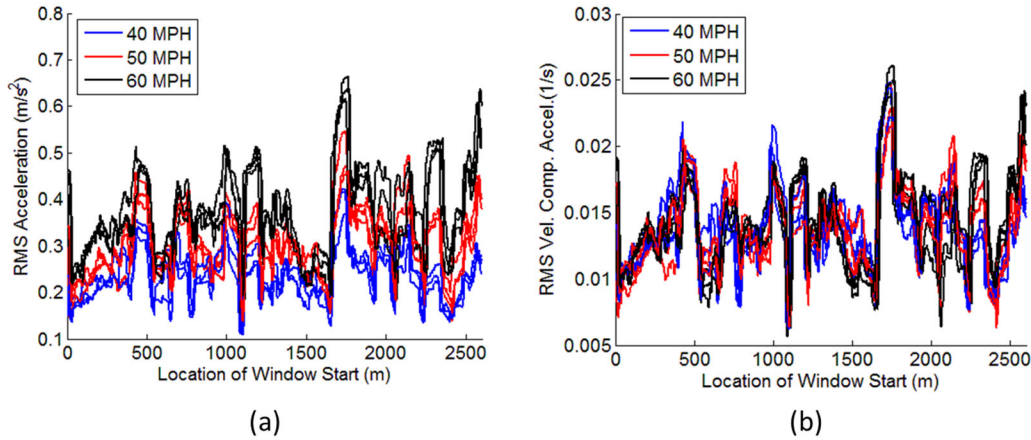 0.8
0.7
0.6
0.5
0.4
0.3
0.2
0.1
RMS Acceleration (m/s²)
40 MPH
50 MPH
60 MPH
0 500 1000 1500 2000 2500
Location of Window Start (m)
(a)
0.03
0.025
0.02
0.015
0.01
0.005
RMS Vel. Comp. Accel.(1/s)
40 MPH
50 MPH
60 MPH
0 500 1000 1500 2000 2500
Location of Window Start (m)
(b)